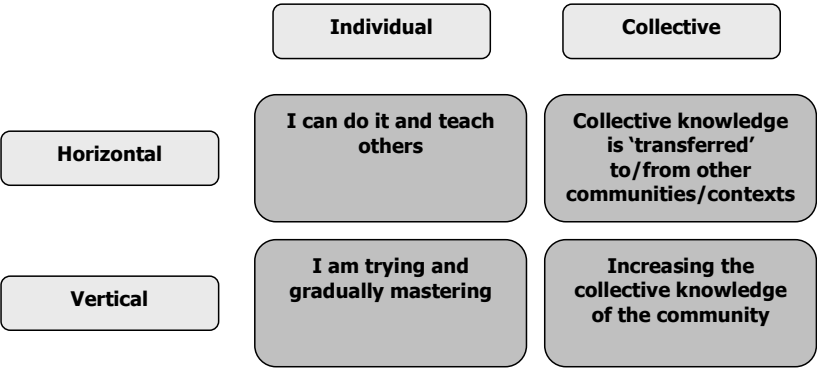 Individual
Collective
Horizontal
I can do it and teach
others
Collective knowledge
is ‘transferred’
to/from other
communities/contexts
Vertical
I am trying and
gradually mastering
Increasing the
collective knowledge
of the community